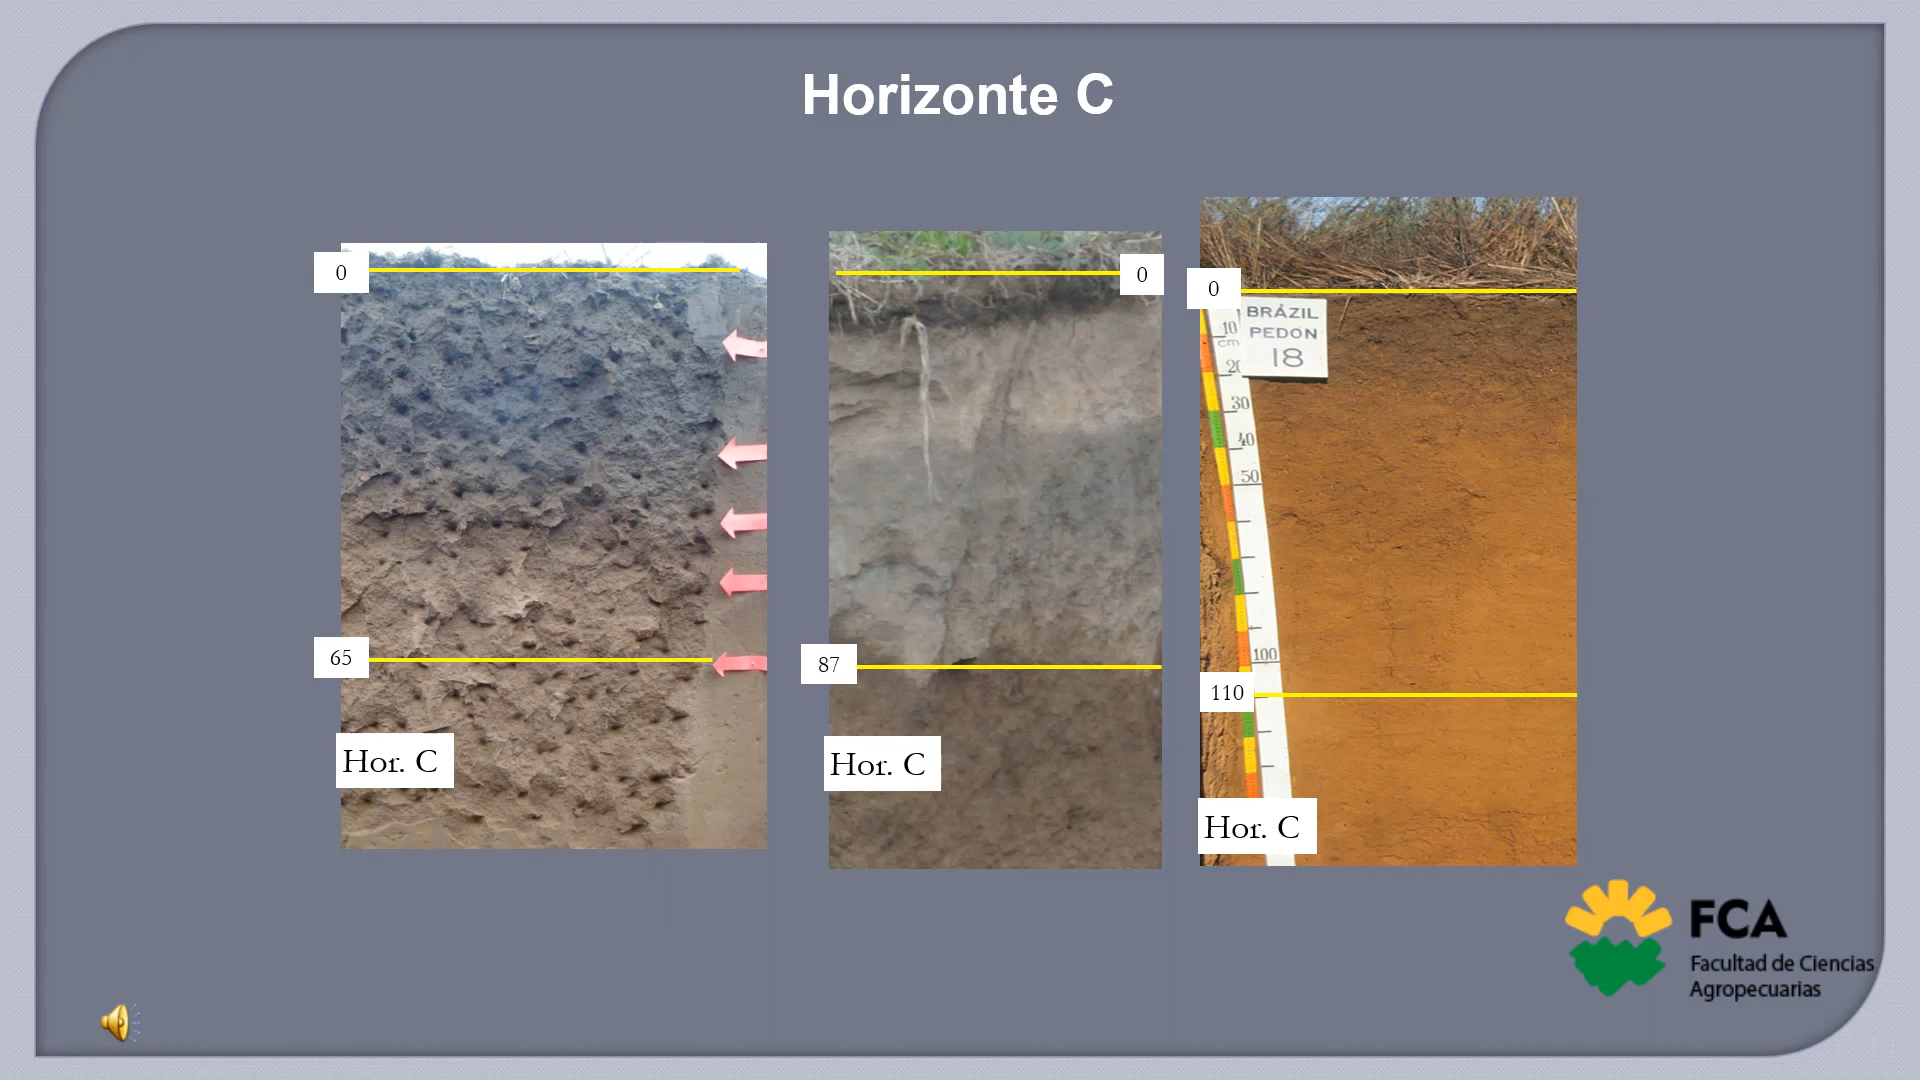 Horizonte C
0
65
Hor. C
0
87
Hor. C
0
BRAZIL
PEDON
18
10
cm
20
30
40
50
100
110
Hor. C
FCA
Facultad de Ciencias
Agropecuarias